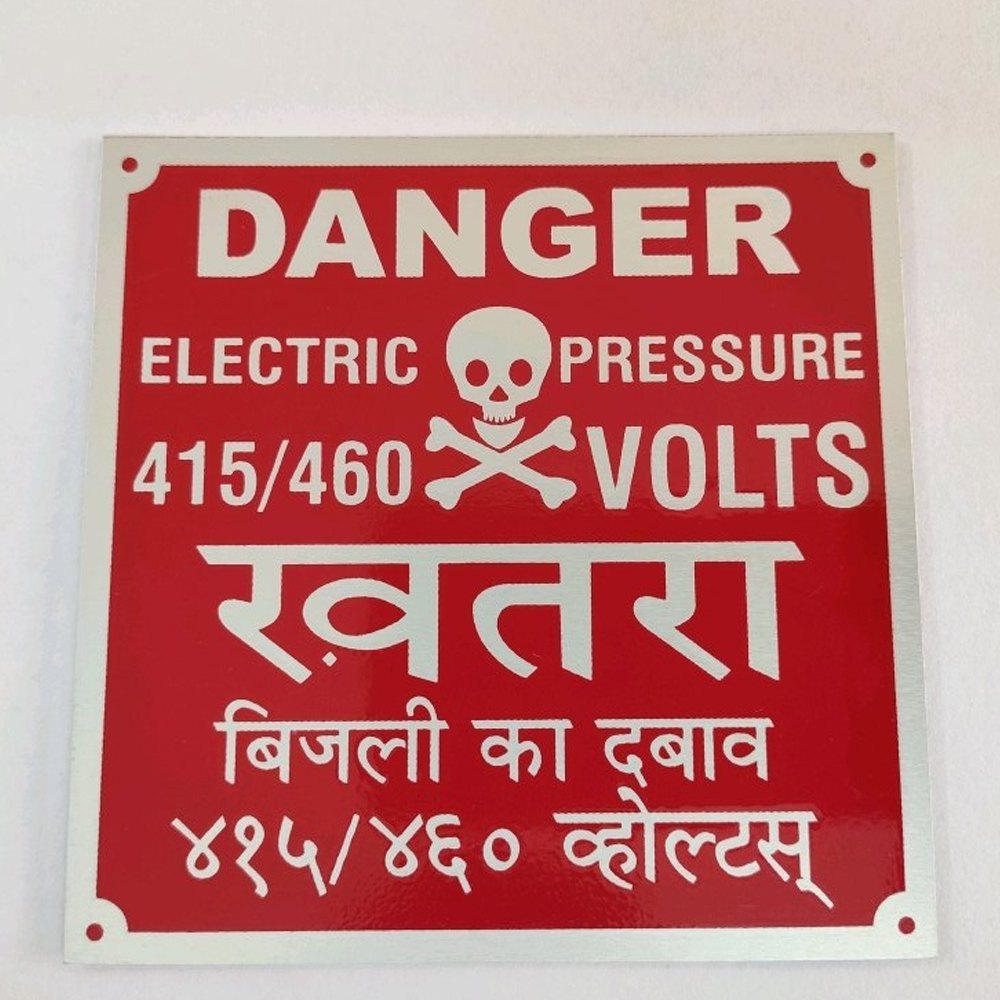 DANGER
ELECTRIC PRESSURE
415/460 VOLTS
ख़तरा
बिजली का दबाव
४१५/४६० व्होल्टस्